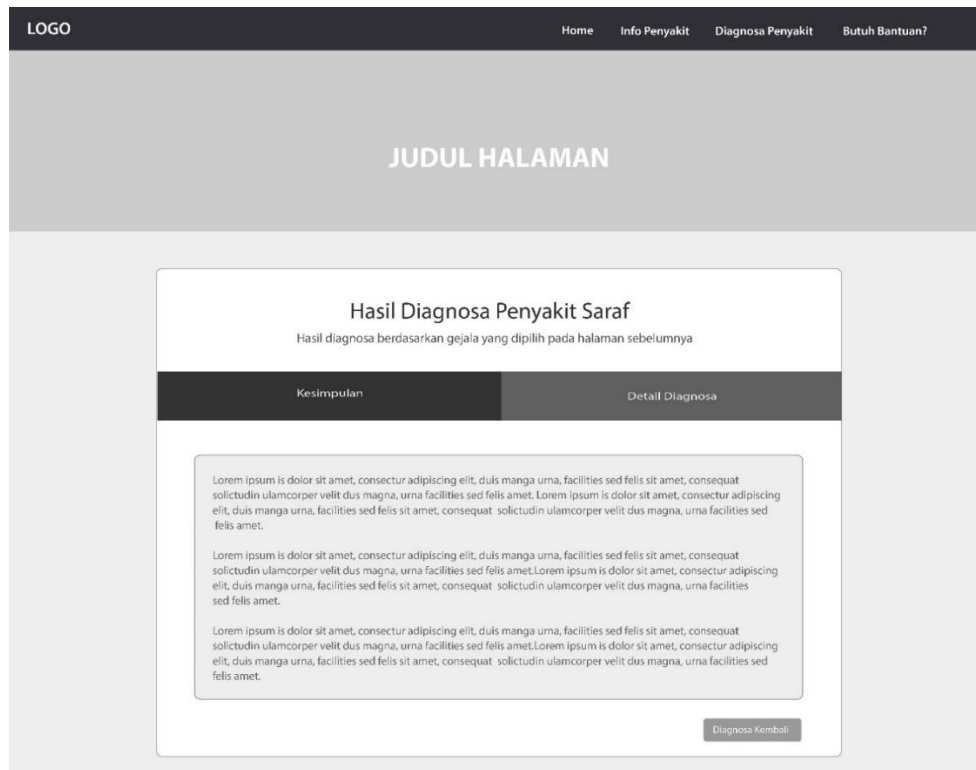 LOGO
Home Info Penyakit Diagnosa Penyakit Butuh Bantuan?
JUDUL HALAMAN
Hasil Diagnosa Penyakit Saraf
Hasil diagnosa berdasarkan gejala yang dipilih pada halaman sebelumnya
Kesimpulan Detail Diagnosa
Lorem ipsum is dolor sit amet, consectur adipiscing elit, duis manga urna, facilities sed felis sit amet, consequat
solictudin ulamcorper velit dus magna, urna facilities sed felis amet. Lorem ipsum is dolor sit amet, consectur adipiscing
elit, duis manga urna, facilities sed felis sit amet, consequat solictudin ulamcorper velit dus magna, urna facilities sed
felis amet.
Lorem ipsum is dolor sit amet, consectur adipiscing elit, duis manga urna, facilities sed felis sit amet, consequat
solictudin ulamcorper velit dus magna, urna facilities sed felis amet.Lorem ipsum is dolor sit amet, consectur adipiscing
elit, duis manga urna, facilities sed felis sit amet, consequat solictudin ulamcorper velit dus magna, urna facilities
sed felis amet.
Lorem ipsum is dolor sit amet, consectur adipiscing elit, duis manga urna, facilities sed felis sit amet, consequat
solictudin ulamcorper velit dus magna, urna facilities sed felis amet.Lorem ipsum is dolor sit amet, consectur adipiscing
elit, duis manga urna, facilities sed felis sit amet, consequat solictudin ulamcorper velit dus magna, urna facilities sed
felis amet.
Diagnosa Kembali